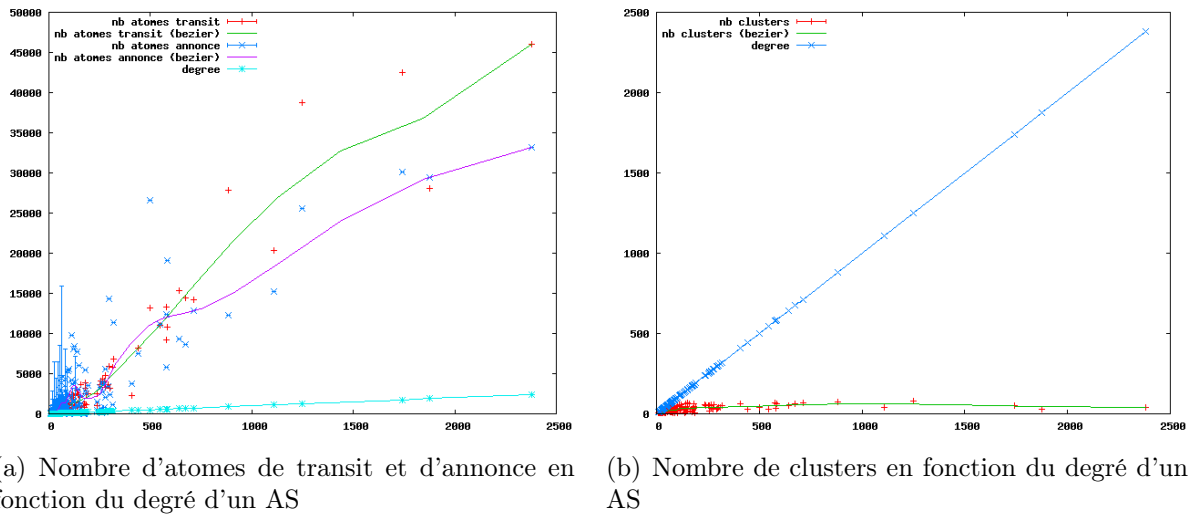 50000
45000
40000
35000
30000
25000
20000
15000
10000
5000
0
0
500
1000
1500
2000
2500
nb atomes transit
nb atomes transit (bezier)
nb atomes annonce
nb atomes annonce (bezier)
degree
2500
2000
1500
1000
500
0
0
500
1000
1500
2000
2500
nb clusters
nb clusters (bezier)
degree
(a) Nombre d'atomes de transit et d'annonce en
fonction du degré d'un AS
(b) Nombre de clusters en fonction du degré d'un
AS